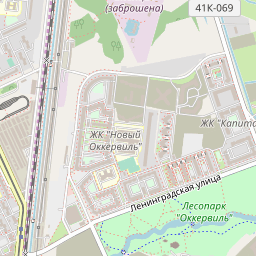 (заброшена)
41К-069
ЖК "Новый
Оккервиль"
ЖК "Капита
Ленинградская улица
Лесопарк
"Оккервиль"